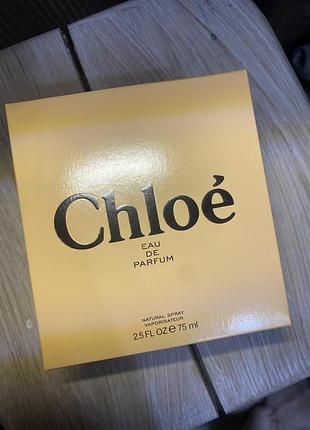 Chloé
EAU
DE
PARFUM
NATURAL SPRAY
VAPORISATEUR
2.5 FL OZ ℮ 75 ml